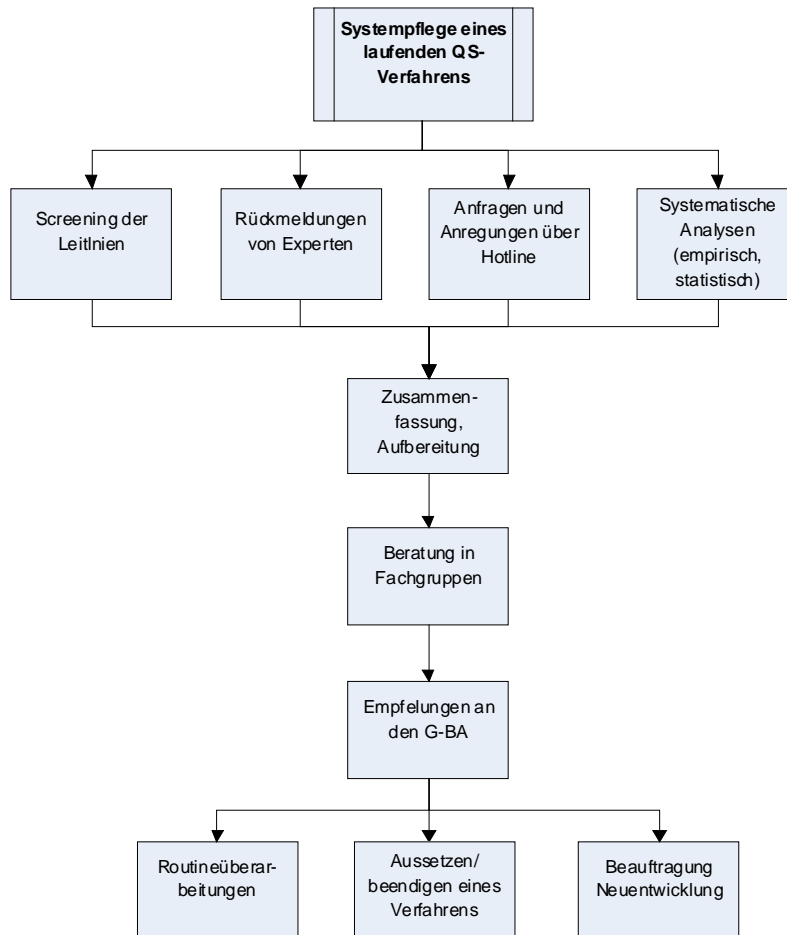 Systempflege eines
laufenden QS-
Verfahrens
Screening der
Leitlnien
Rückmeldungen
von Experten
Anfragen und
Anregungen über
Hotline
Systematische
Analysen
(empirisch,
statistisch)
Zusammen-
fassung,
Aufbereitung
Beratung in
Fachgruppen
Empfelungen an
den G-BA
Routineüberar-
beitungen
Aussetzen/
beendigen eines
Verfahrens
Beauftragung
Neuentwicklung